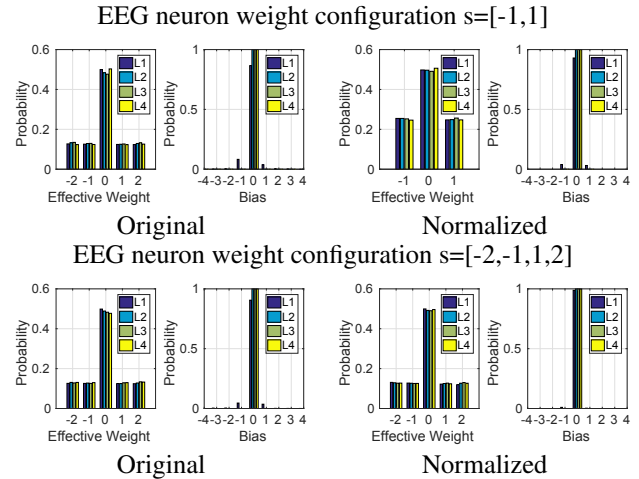 EEG neuron weight configuration s=[-1,1]
0.6 0.4 0.2 0
Probability
L1
L2
L3
L4
-2 -1 0 1 2
Effective Weight
1 0.5 0
Probability
L1
L2
L3
L4
-4-3-2-1 0 1 2 3 4
Bias
0.6 0.4 0.2 0
Probability
L1
L2
L3
L4
-1 0 1
Effective Weight
1 0.5 0
Probability
L1
L2
L3
L4
-4-3-2-1 0 1 2 3 4
Bias
Original Normalized
EEG neuron weight configuration s=[-2,-1,1,2]
0.6 0.4 0.2 0
Probability
L1
L2
L3
L4
-2 -1 0 1 2
Effective Weight
1 0.5 0
Probability
L1
L2
L3
L4
-4-3-2-1 0 1 2 3 4
Bias
0.6 0.4 0.2 0
Probability
L1
L2
L3
L4
-2 -1 0 1 2
Effective Weight
1 0.5 0
Probability
L1
L2
L3
L4
-4-3-2-1 0 1 2 3 4
Bias
Original Normalized